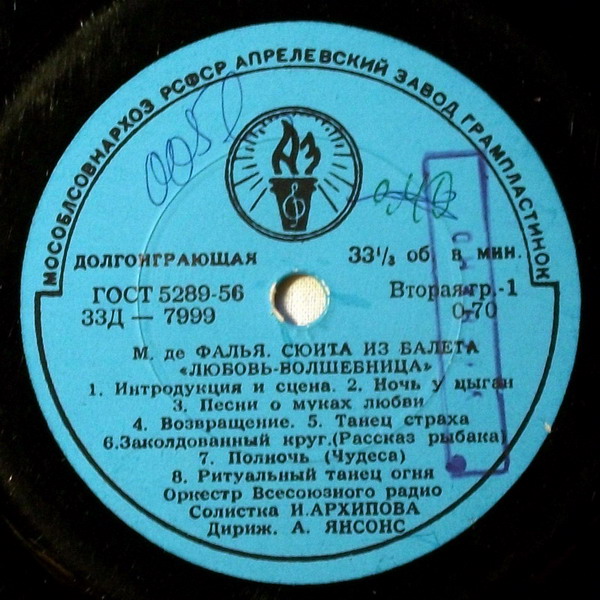 МОСОБЛСОВНАРХОЗ РСФСР АПРЕЛЕВСКИЙ ЗАВОД ГРАМПЛАСТИНОК
АЗ
ДОЛГОИГРАЮЩАЯ 33⅓ об. в мин.
ГОСТ 5289-56 Вторая гр.-1
33Д — 7999 0-70
М. де ФАЛЬЯ. СЮИТА ИЗ БАЛЕТА
«ЛЮБОВЬ-ВОЛШЕБНИЦА»
1. Интродукция и сцена. 2. Ночь у цыган
3. Песни о муках любви
4. Возвращение. 5. Танец страха
6.Заколдованный круг.(Рассказ рыбака)
7. Полночь (Чудеса)
8. Ритуальный танец огня
Оркестр Всесоюзного радио
Солистка И.АРХИПОВА
Дириж. А. ЯНСОНС